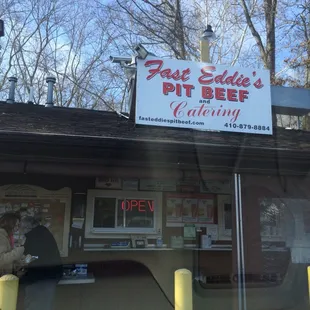 Fast Eddie's
PIT BEEF
and
Catering
fasteddiespitbeef.com 410-879-8884
OPEN